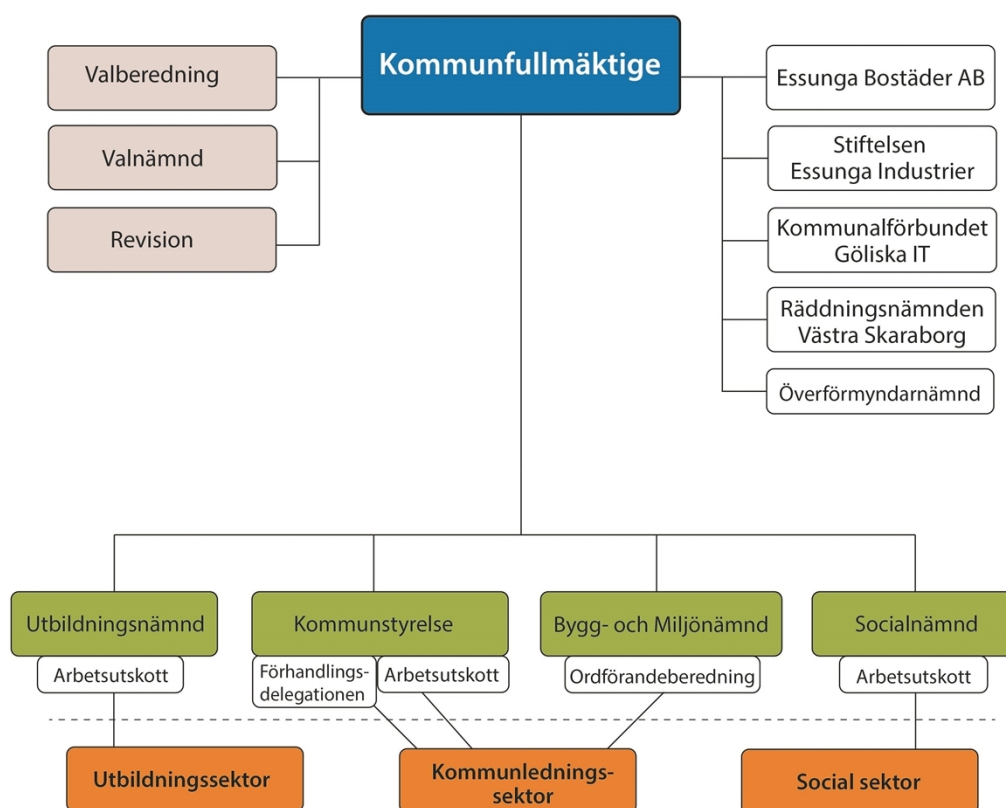 Kommunfullmäktige
Valberedning
Valnämnd
Revision
Essunga Bostäder AB
Stiftelsen
Essunga Industrier
Kommunalförbundet
Göliska IT
Räddningsnämnden
Västra Skaraborg
Överförmyndarnämnd
Utbildningsnämnd
Arbetsutskott
Kommunstyrelse
Förhandlings-
delegationen
Arbetsutskott
Bygg- och Miljönämnd
Ordförandeberedning
Socialnämnd
Arbetsutskott
Utbildningssektor
Kommunlednings-
sektor
Social sektor